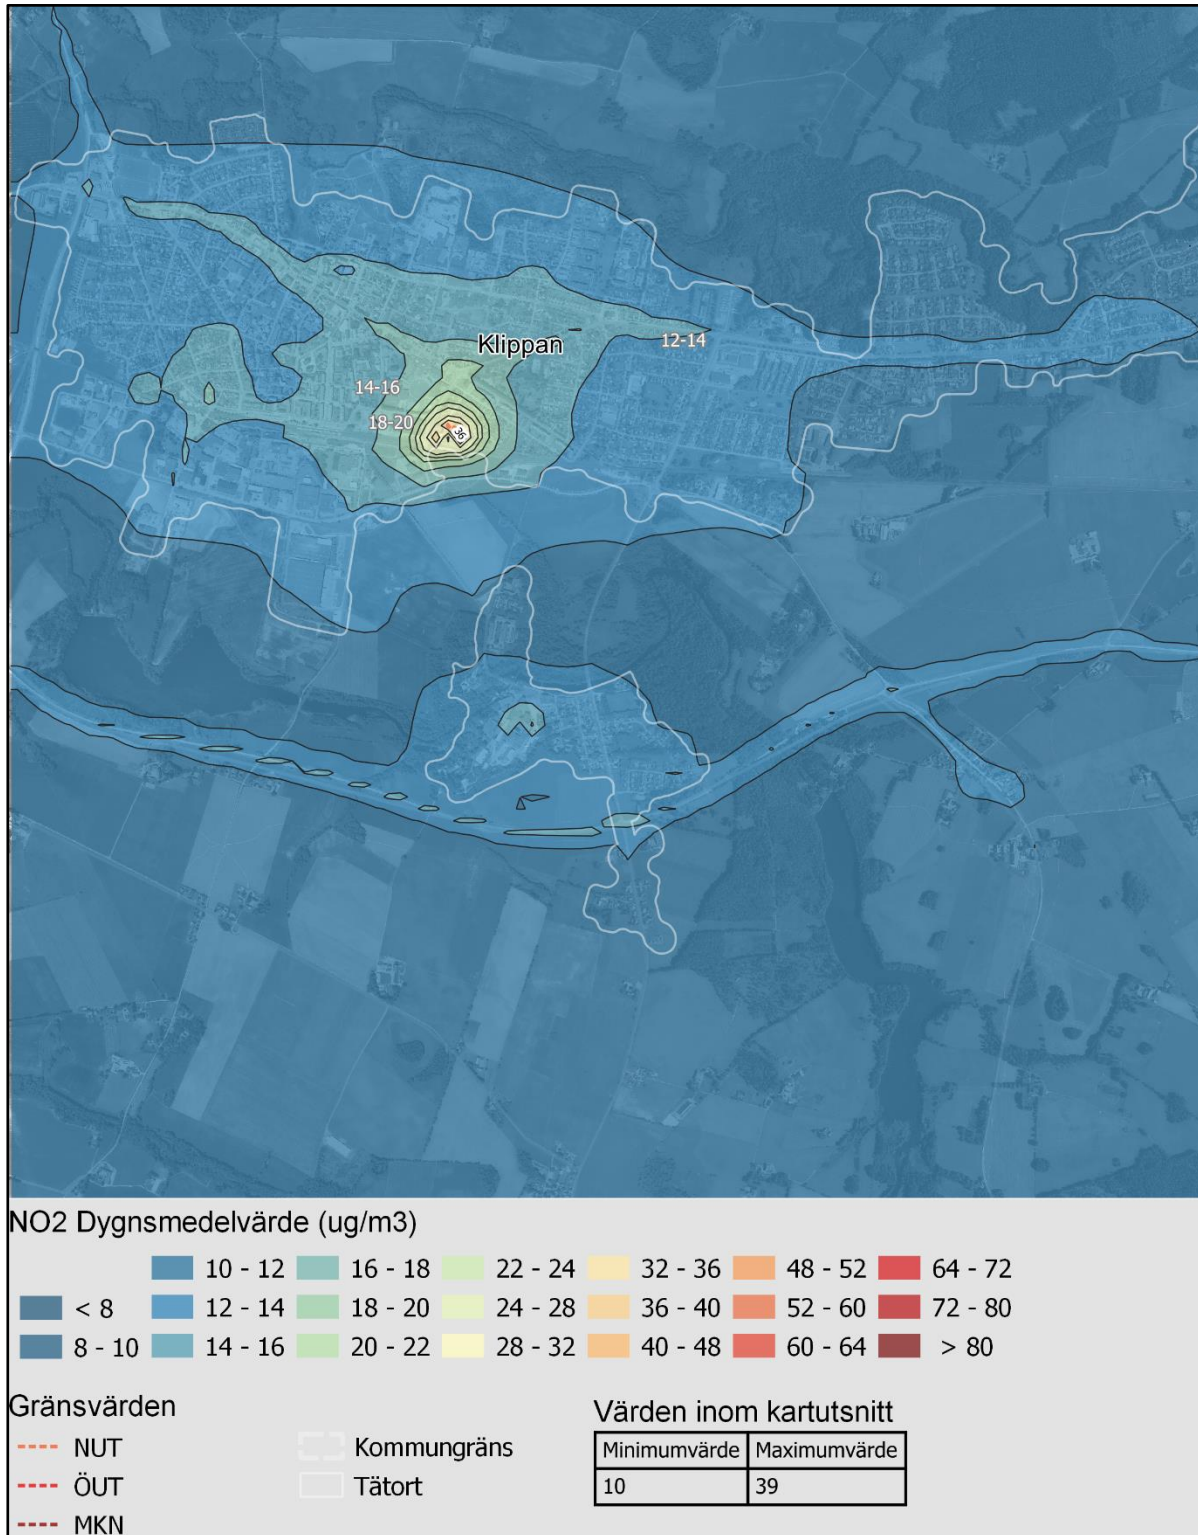 Klippan
12-14
14-16
18-20
36
NO2 Dygnsmedelvärde (ug/m3)
10 - 12 16 - 18 22 - 24 32 - 36 48 - 52 64 - 72
< 8 12 - 14 18 - 20 24 - 28 36 - 40 52 - 60 72 - 80
8 - 10 14 - 16 20 - 22 28 - 32 40 - 48 60 - 64 > 80
Gränsvärden
NUT
ÖUT
MKN
Kommungräns
Tätort
Värden inom kartutsnitt
Minimumvärde Maximumvärde
10 39